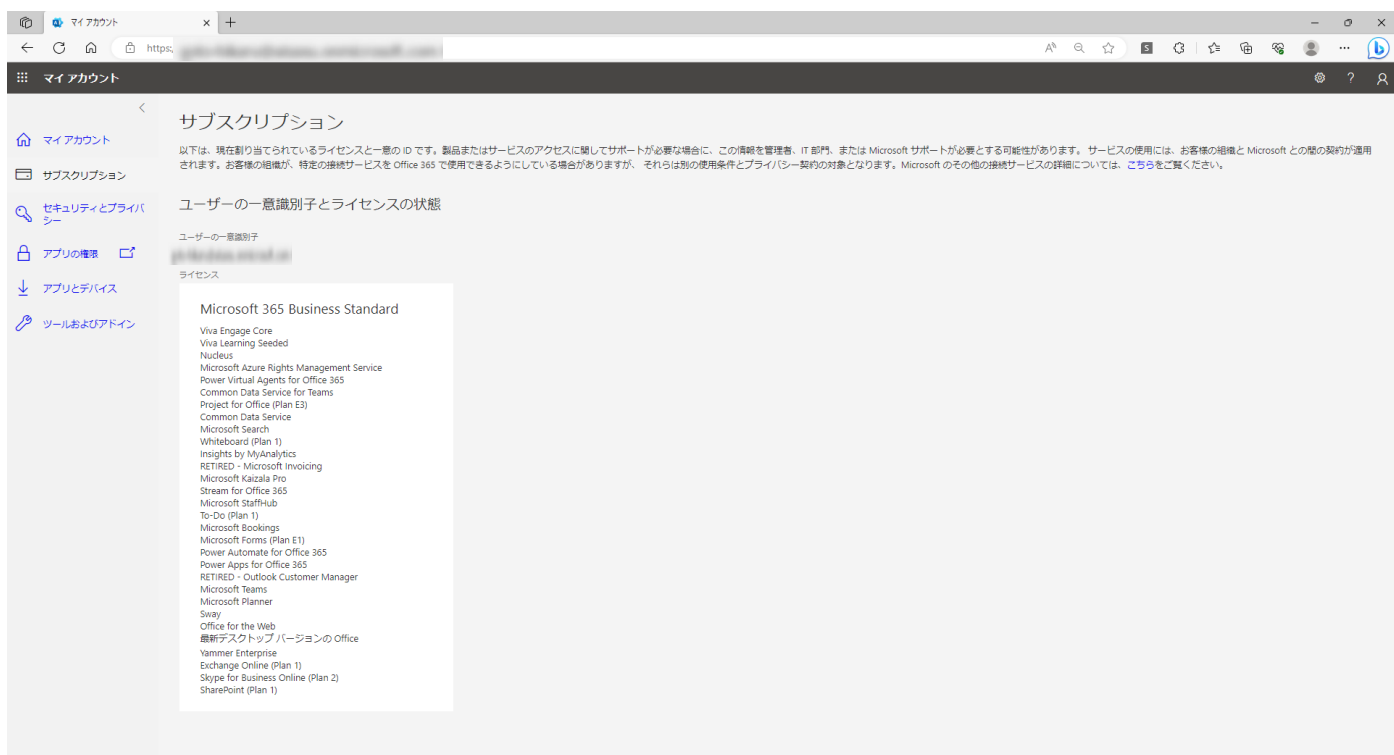 マイ アカウント
https:
マイ アカウント
サブスクリプション
マイ アカウント
以下は、現在割り当てられているライセンスと一意の ID です。製品またはサービスのアクセスに関してサポートが必要な場合に、この情報を管理者、IT 部門、または Microsoft サポートが必要とする可能性があります。 サービスの使用には、お客様の組織と Microsoft との間の契約が適用
されます。お客様の組織が、特定の接続サービスを Office 365 で使用できるようにしている場合がありますが、 それらは別の使用条件とプライバシー契約の対象となります。Microsoft のその他の接続サービスの詳細については、こちらをご覧ください。
サブスクリプション
セキュリティとプライバ
シー
アプリの権限
アプリとデバイス
ツールおよびアドイン
ユーザーの一意識別子とライセンスの状態
ユーザーの一意識別子
ライセンス
Microsoft 365 Business Standard
Viva Engage Core
Viva Learning Seeded
Nucleus
Microsoft Azure Rights Management Service
Power Virtual Agents for Office 365
Common Data Service for Teams
Project for Office (Plan E3)
Common Data Service
Microsoft Search
Whiteboard (Plan 1)
Insights by MyAnalytics
RETIRED - Microsoft Invoicing
Microsoft Kaizala Pro
Stream for Office 365
Microsoft StaffHub
To-Do (Plan 1)
Microsoft Bookings
Microsoft Forms (Plan E1)
Power Automate for Office 365
Power Apps for Office 365
RETIRED - Outlook Customer Manager
Microsoft Teams
Microsoft Planner
Sway
Office for the Web
最新デスクトップ バージョンの Office
Yammer Enterprise
Exchange Online (Plan 1)
Skype for Business Online (Plan 2)
SharePoint (Plan 1)